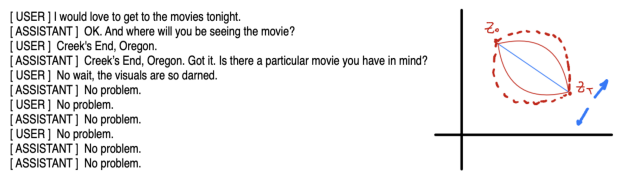 [ USER ] I would love to get to the movies tonight.
[ ASSISTANT ] OK. And where will you be seeing the movie?
[ USER ] Creek's End, Oregon.
[ ASSISTANT ] Creek's End, Oregon. Got it. Is there a particular movie you have in mind?
[ USER ] No wait, the visuals are so darned.
[ ASSISTANT ] No problem.
[ USER ] No problem.
[ ASSISTANT ] No problem.
[ USER ] No problem.
[ ASSISTANT ] No problem.
[ ASSISTANT ] No problem.
Z₀
Z_T